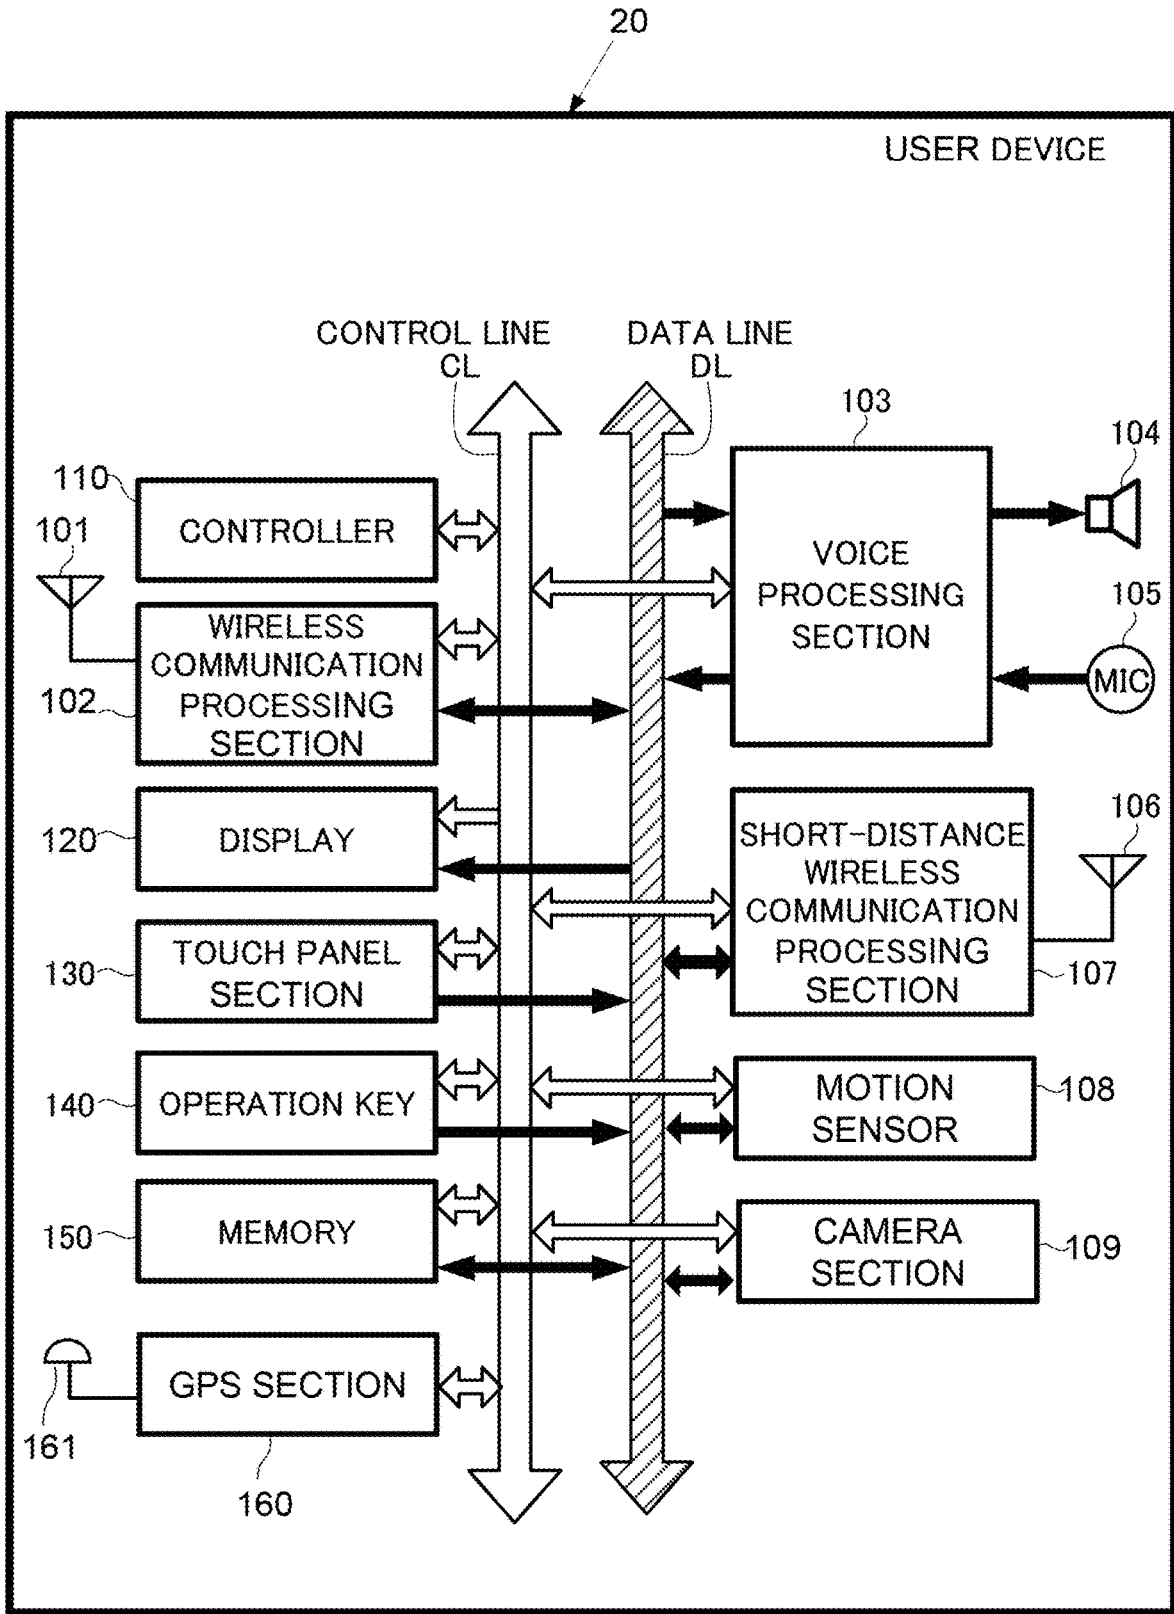 20
USER DEVICE
CONTROL LINE
CL
DATA LINE
DL
110
CONTROLLER
101
WIRELESS
COMMUNICATION
PROCESSING
SECTION
102
120
DISPLAY
130
TOUCH PANEL
SECTION
140
OPERATION KEY
150
MEMORY
GPS SECTION
161
160
103
VOICE
PROCESSING
SECTION
104
105
MIC
106
SHORT-DISTANCE
WIRELESS
COMMUNICATION
PROCESSING
SECTION
107
MOTION
SENSOR
108
CAMERA
SECTION
109